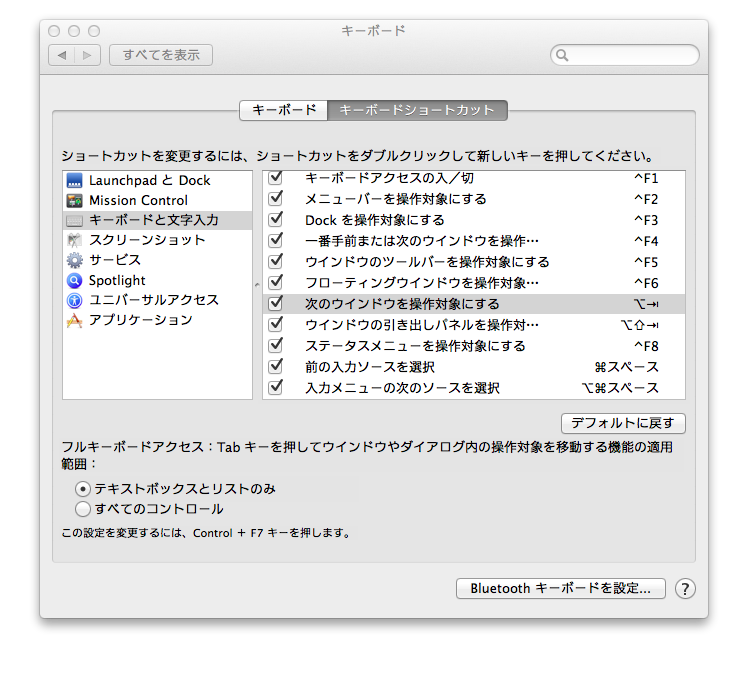 キーボード
すべてを表示
キーボード キーボードショートカット
ショートカットを変更するには、ショートカットをダブルクリックして新しいキーを押してください。
Launchpad と Dock
Mission Control
キーボードと文字入力
スクリーンショット
サービス
Spotlight
ユニバーサルアクセス
アプリケーション
キーボードアクセスの入／切 ^F1
メニューバーを操作対象にする ^F2
Dock を操作対象にする ^F3
一番手前または次のウインドウを操作… ^F4
ウインドウのツールバーを操作対象にする ^F5
フローティングウインドウを操作対象… ^F6
次のウインドウを操作対象にする ⌥⇥
ウインドウの引き出しパネルを操作対… ⌥⇧⇥
ステータスメニューを操作対象にする ^F8
前の入力ソースを選択 ⌘スペース
入力メニューの次のソースを選択 ⌥⌘スペース
デフォルトに戻す
フルキーボードアクセス：Tab キーを押してウインドウやダイアログ内の操作対象を移動する機能の適用
範囲：
テキストボックスとリストのみ
すべてのコントロール
この設定を変更するには、Control ＋ F7 キーを押します。
Bluetooth キーボードを設定... ?